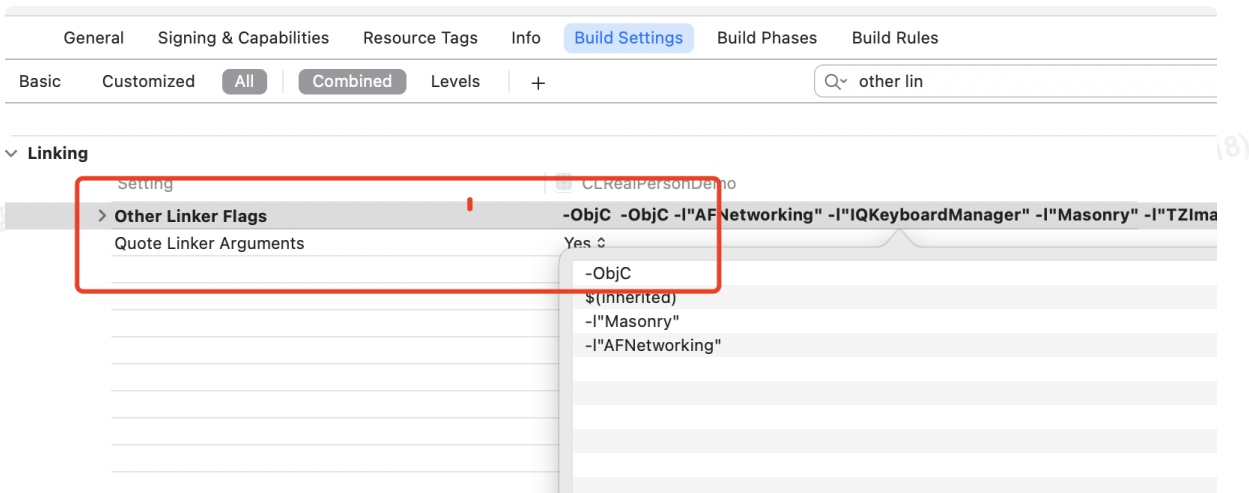 General Signing & Capabilities Resource Tags Info Build Settings Build Phases Build Rules
Basic Customized All Combined Levels + other lin
Linking
Setting CLRealPersonDemo
Other Linker Flags -ObjC -ObjC -l"AFNetworking" -l"IQKeyboardManager" -l"Masonry" -l"TZIma
Quote Linker Arguments Yes
-ObjC
$(inherited)
-l"Masonry"
-l"AFNetworking"